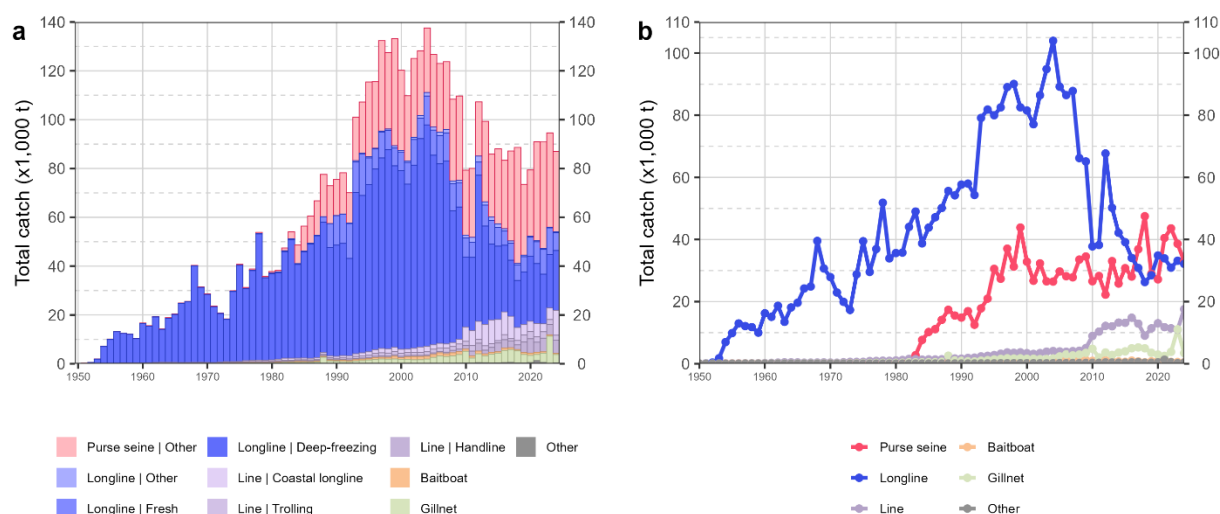 a
Total catch (x1,000 t)
140
120
100
80
60
40
20
0
140
120
100
80
60
40
20
0
1950 1960 1970 1980 1990 2000 2010 2020
Purse seine | Other
Longline | Deep-freezing
Line | Handline
Other
Longline | Other
Line | Coastal longline
Baitboat
Longline | Fresh
Line | Trolling
Gillnet
b
Total catch (x1,000 t)
110
100
80
60
40
20
0
110
100
80
60
40
20
0
1950 1960 1970 1980 1990 2000 2010 2020
Purse seine
Baitboat
Longline
Gillnet
Line
Other